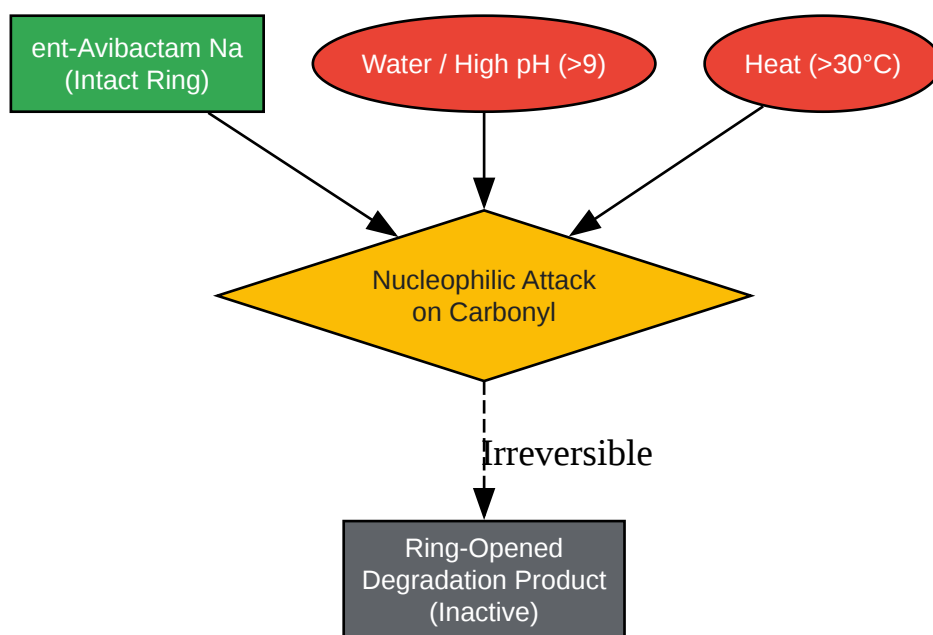 ent-Avibactam Na
(Intact Ring)
Water / High pH (>9)
Heat (>30°C)
Nucleophilic Attack
on Carbonyl
Irreversible
Ring-Opened
Degradation Product
(Inactive)